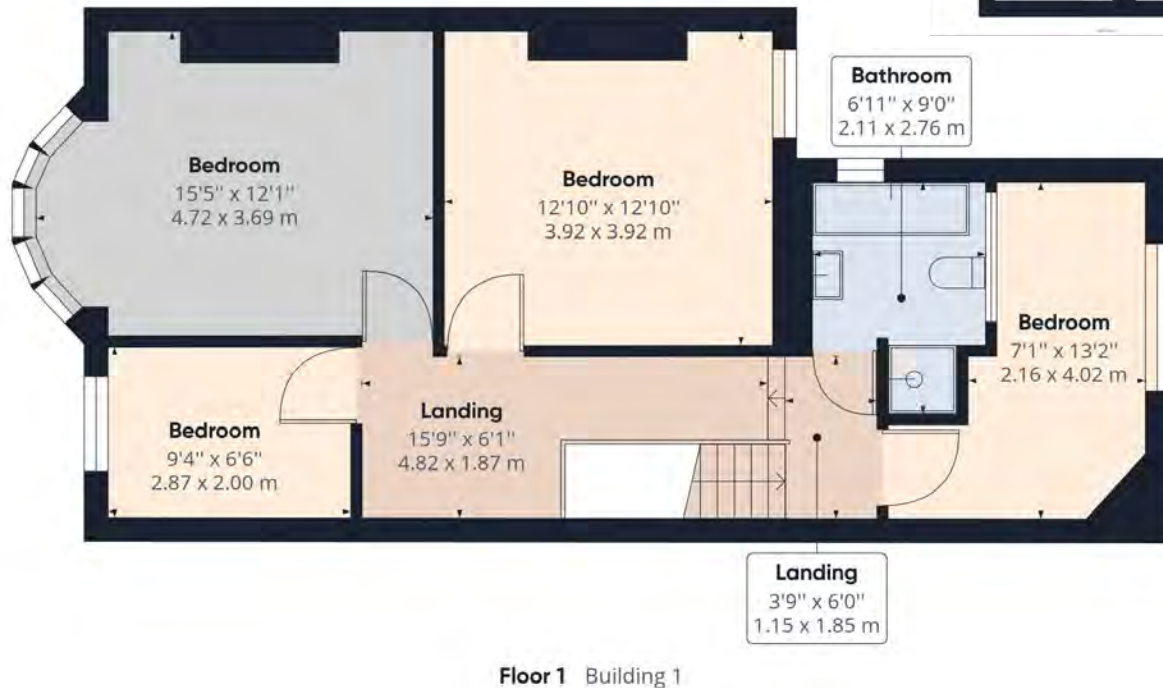 Bathroom
6'11" x 9'0"
2.11 x 2.76 m
Bedroom
15'5" x 12'1"
4.72 x 3.69 m
Bedroom
12'10" x 12'10"
3.92 x 3.92 m
Bedroom
7'1" x 13'2"
2.16 x 4.02 m
Bedroom
9'4" x 6'6"
2.87 x 2.00 m
Landing
15'9" x 6'1"
4.82 x 1.87 m
Landing
3'9" x 6'0"
1.15 x 1.85 m
Floor 1 Building 1